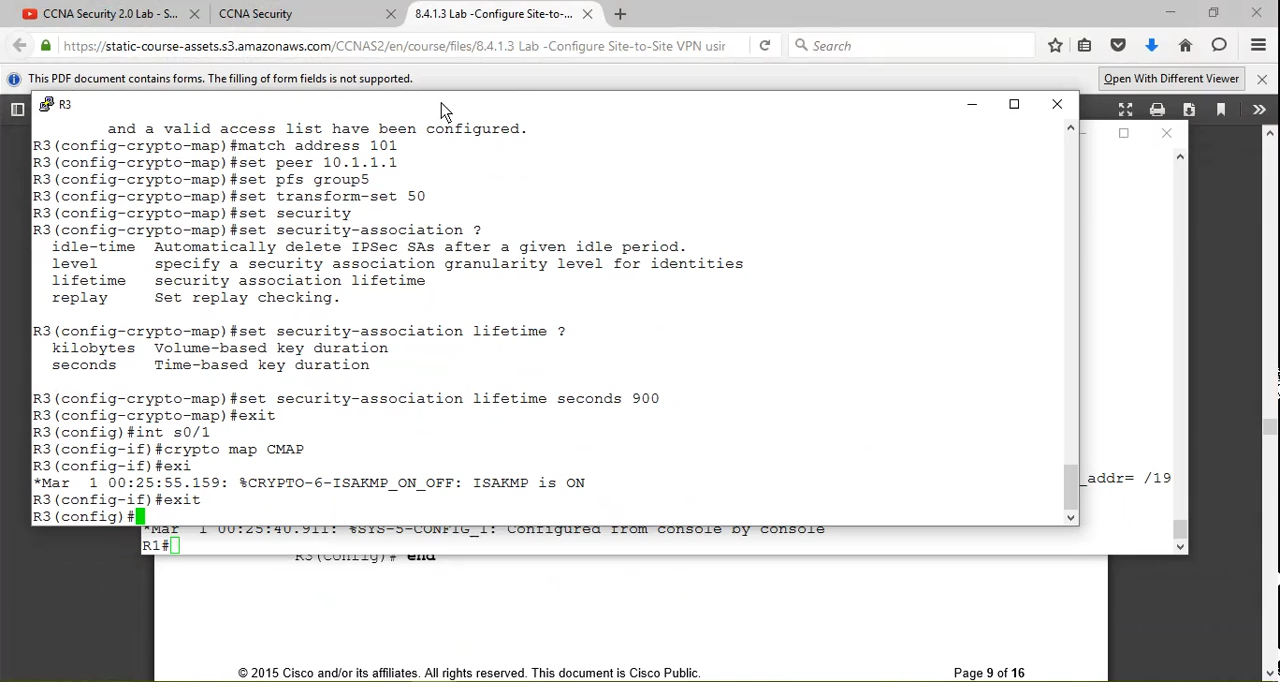 CCNA Security 2.0 Lab - S...
CCNA Security
8.4.1.3 Lab -Configure Site-to-...
https://static-course-assets.s3.amazonaws.com/CCNAS2/en/course/files/8.4.1.3 Lab -Configure Site-to-Site VPN usir
Search
This PDF document contains forms. The filling of form fields is not supported.
Open With Different Viewer
R3
and a valid access list have been configured.
R3(config-crypto-map)#match address 101
R3(config-crypto-map)#set peer 10.1.1.1
R3(config-crypto-map)#set pfs group5
R3(config-crypto-map)#set transform-set 50
R3(config-crypto-map)#set security
R3(config-crypto-map)#set security-association ?
idle-time  Automatically delete IPSec SAs after a given idle period.
level      specify a security association granularity level for identities
lifetime   security association lifetime
replay     Set replay checking.
R3(config-crypto-map)#set security-association lifetime ?
kilobytes  Volume-based key duration
seconds    Time-based key duration
R3(config-crypto-map)#set security-association lifetime seconds 900
R3(config-crypto-map)#exit
R3(config)#int s0/1
R3(config-if)#crypto map CMAP
R3(config-if)#exi
*Mar  1 00:25:55.159: %CRYPTO-6-ISAKMP_ON_OFF: ISAKMP is ON
R3(config-if)#exit
R3(config)#
_addr= /19
*Mar  1 00:25:40.911: %SYS-5-CONFIG_I: Configured from console by console
R1#
R3(config)# end
© 2015 Cisco and/or its affiliates. All rights reserved. This document is Cisco Public.
Page 9 of 16